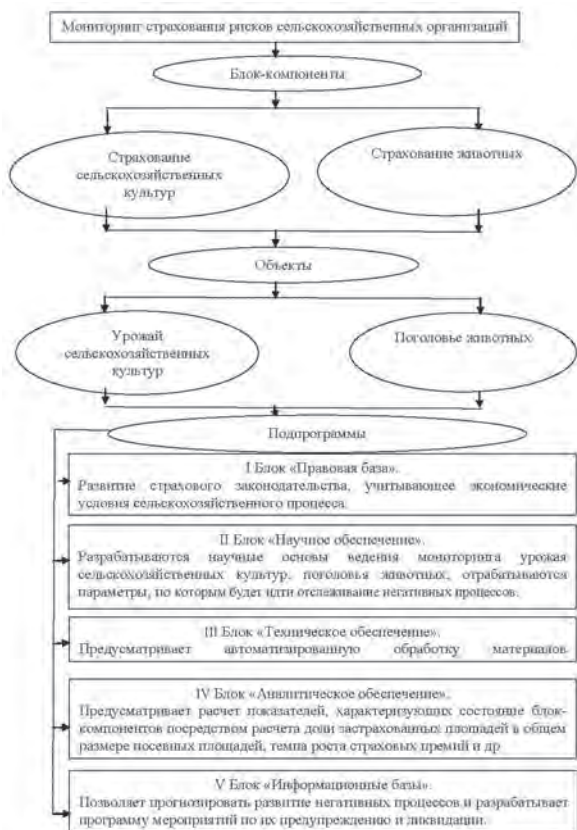 Мониторинг страхования рисков сельскохозяйственных организаций
Блок-компоненты
Страхование
сельскохозяйственных
культур
Страхование животных
Объекты
Урожай
сельскохозяйственных
культур
Поголовье животных
Подпрограммы
I Блок «Правовая база».
Развитие страхового законодательства, учитывающее экономические
условия сельскохозяйственного процесса.
II Блок «Научное обеспечение».
Разрабатываются научные основы ведения мониторинга урожая
сельскохозяйственных культур, поголовья животных, отрабатываются
параметры, по которым будет идти отслеживание негативных процессов.
III Блок «Техническое обеспечение».
Предусматривает автоматизированную обработку материалов
IV Блок «Аналитическое обеспечение».
Предусматривает расчет показателей, характеризующих состояние блок-
компонентов посредством расчета доли застрахованных площадей в общем
размере посевных площадей, темпа роста страховых премий и др
V Блок «Информационные базы».
Позволяет прогнозировать развитие негативных процессов и разрабатывает
программу мероприятий по их предупреждению и ликвидации.